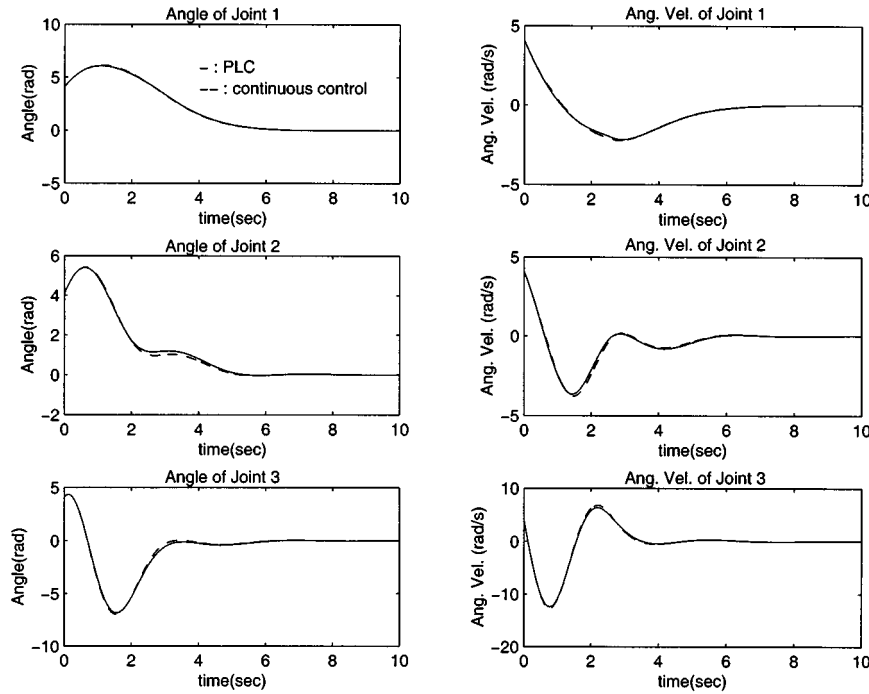 Angle of Joint 1
10
5
0
−5
Angle(rad)
− : PLC
−− : continuous control
0 2 4 6 8 10
time(sec)
Ang. Vel. of Joint 1
5
0
−5
Ang. Vel. (rad/s)
0 2 4 6 8 10
time(sec)
Angle of Joint 2
6
4
2
0
−2
Angle(rad)
0 2 4 6 8 10
time(sec)
Ang. Vel. of Joint 2
5
0
−5
Ang. Vel. (rad/s)
0 2 4 6 8 10
time(sec)
Angle of Joint 3
5
0
−5
−10
Angle(rad)
0 2 4 6 8 10
time(sec)
Ang. Vel. of Joint 3
10
0
−10
−20
Ang. Vel. (rad/s)
0 2 4 6 8 10
time(sec)